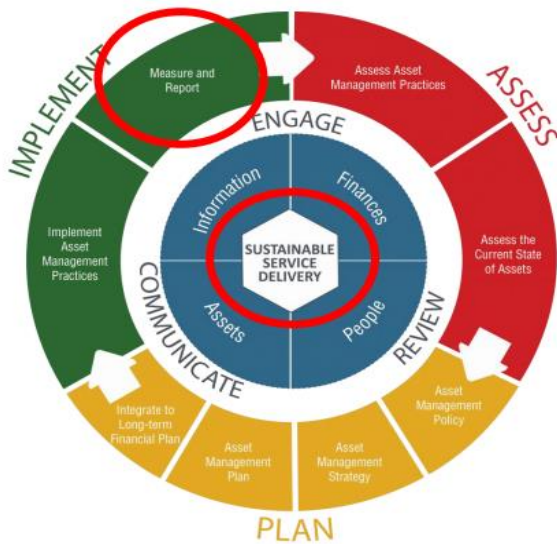 IMPLEMENT
Measure and
Report
Assess Asset
Management Practices
ASSESS
ENGAGE
Information
Finances
Implement
Asset
Management
Practices
SUSTAINABLE
SERVICE
DELIVERY
Assess the
Current State
of Assets
COMMUNICATE
Assets
People
REVIEW
Integrate to
Long-term
Financial Plan
Asset
Management
Plan
Asset
Management
Strategy
Asset
Management
Policy
PLAN